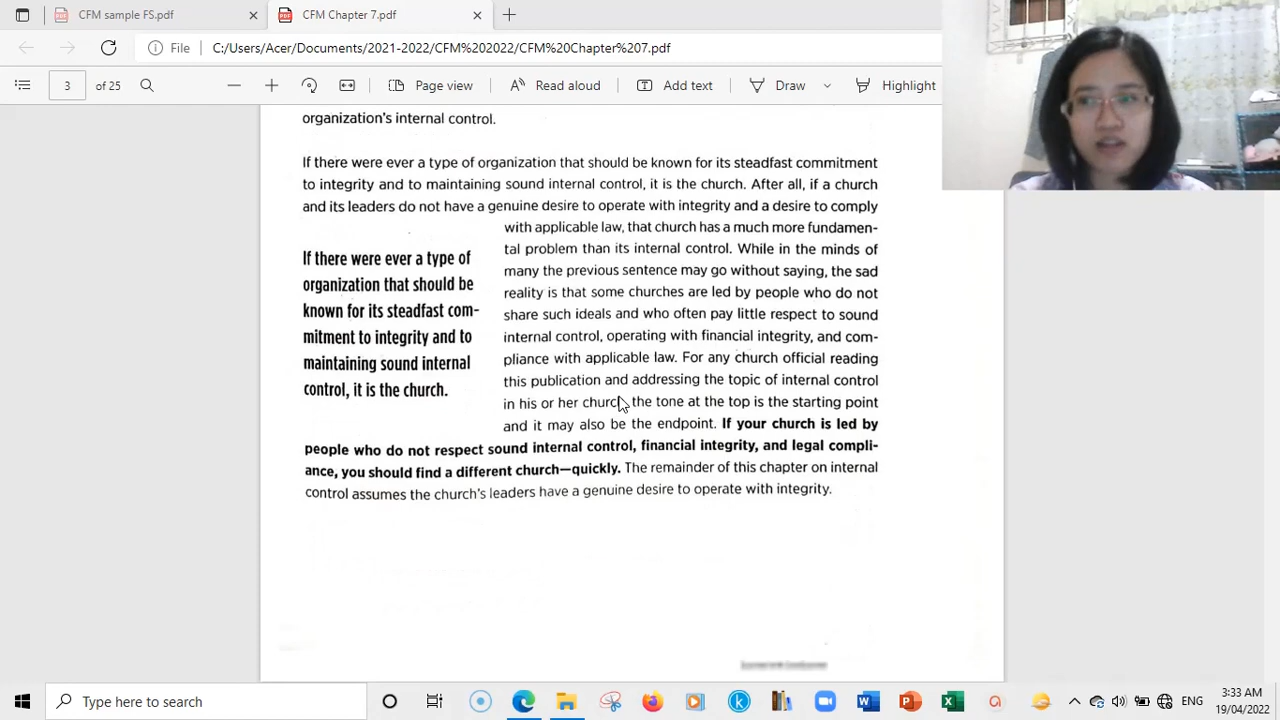 CFM sample FS.pdf
CFM Chapter 7.pdf
File
C:/Users/Acer/Documents/2021-2022/CFM%202022/CFM%20Chapter%207.pdf
3
of 25
Page view
Read aloud
Add text
Draw
Highlight
organization's internal control.
If there were ever a type of organization that should be known for its steadfast commitment
to integrity and to maintaining sound internal control, it is the church. After all, if a church
and its leaders do not have a genuine desire to operate with integrity and a desire to comply
with applicable law, that church has a much more fundamen-
tal problem than its internal control. While in the minds of
many the previous sentence may go without saying, the sad
reality is that some churches are led by people who do not
share such ideals and who often pay little respect to sound
internal control, operating with financial integrity, and com-
pliance with applicable law. For any church official reading
this publication and addressing the topic of internal control
in his or her church, the tone at the top is the starting point
and it may also be the endpoint. If your church is led by
people who do not respect sound internal control, financial integrity, and legal compli-
ance, you should find a different church—quickly. The remainder of this chapter on internal
control assumes the church's leaders have a genuine desire to operate with integrity.
If there were ever a type of
organization that should be
known for its steadfast com-
mitment to integrity and to
maintaining sound internal
control, it is the church.
Type here to search
ENG
3:33 AM
19/04/2022